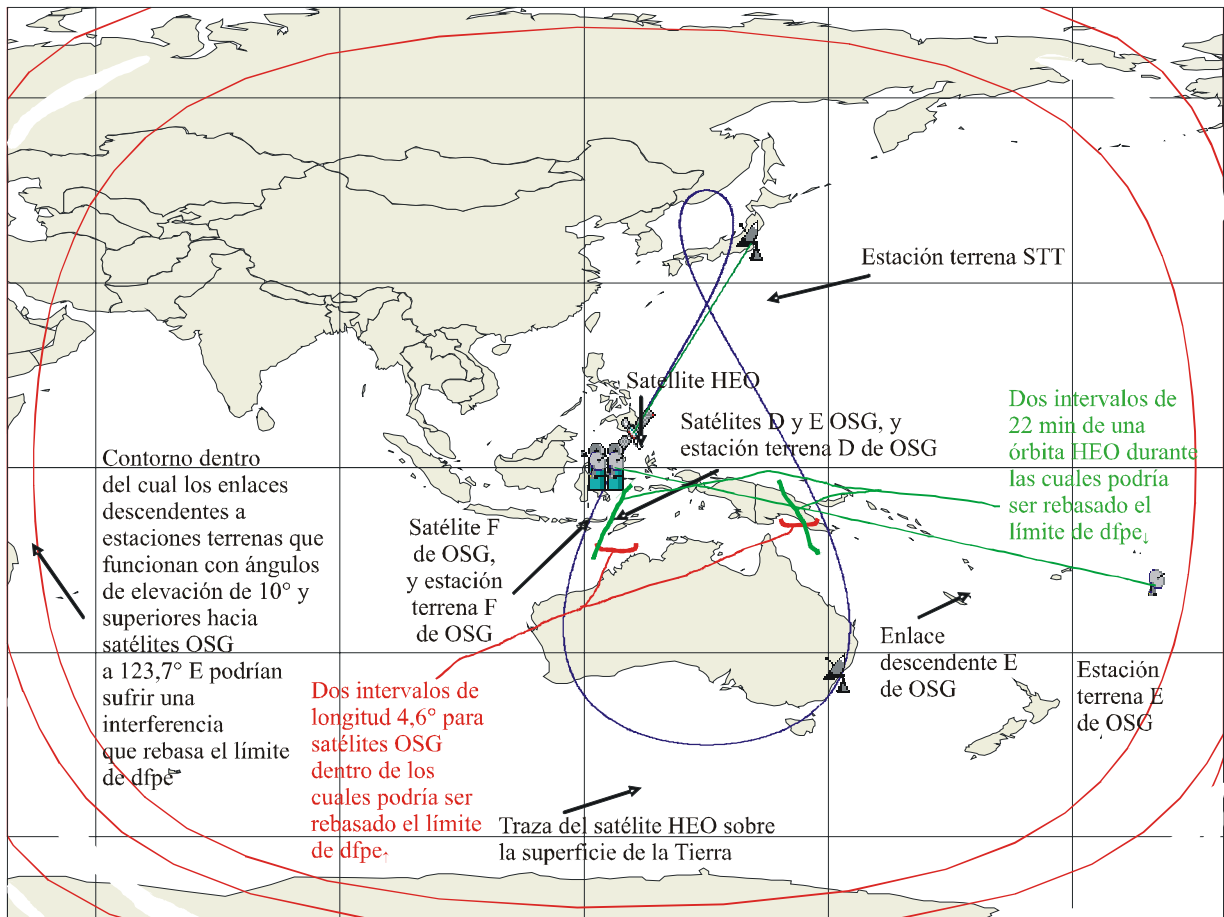 Estación terrena STT
Satellite HEO
Satélites D y E OSG, y
estación terrena D de OSG
Dos intervalos de
22 min de una
órbita HEO durante
las cuales podría
ser rebasado el
límite de dfpe↓
Contorno dentro
del cual los enlaces
descendentes a
estaciones terrenas que
funcionan con ángulos
de elevación de 10° y
superiores hacia
satélites OSG
a 123,7° E podrían
sufrir una
interferencia
que rebasa el límite
de dfpe
Satélite F
de OSG,
y estación
terrena F
de OSG
Enlace
descendente E
de OSG
Estación
terrena E
de OSG
Dos intervalos de
longitud 4,6° para
satélites OSG
dentro de los
cuales podría ser
rebasado el límite
de dfpe↑
Traza del satélite HEO sobre
la superficie de la Tierra